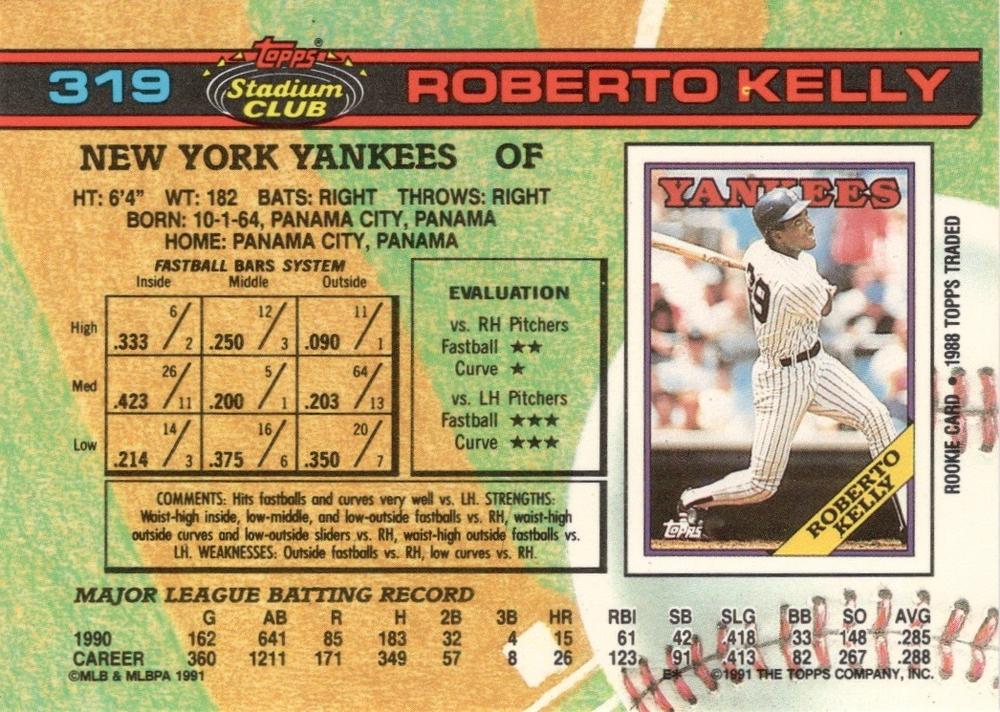 319 Topps® Stadium CLUB ROBERTO KELLY
NEW YORK YANKEES OF
HT: 6'4" WT: 182 BATS: RIGHT THROWS: RIGHT
BORN: 10-1-64, PANAMA CITY, PANAMA
HOME: PANAMA CITY, PANAMA
FASTBALL BARS SYSTEM
Inside Middle Outside
High 6/2 .333 12/3 .250 11/1 .090
Med 26/11 .423 5/1 .200 64/13 .203
Low 14/3 .214 16/6 .375 20/7 .350
EVALUATION
vs. RH Pitchers
Fastball ★★
Curve ★
vs. LH Pitchers
Fastball ★★★
Curve ★★★
COMMENTS: Hits fastballs and curves very well vs. LH. STRENGTHS:
Waist-high inside, low-middle, and low-outside fastballs vs. RH, waist-high
outside curves and low-outside sliders vs. RH, waist-high outside fastballs vs.
LH. WEAKNESSES: Outside fastballs vs. RH, low curves vs. RH.
YANKEES
39
Topps
ROBERTO
KELLY
ROOKIE CARD • 1988 TOPPS TRADED
MAJOR LEAGUE BATTING RECORD
G AB R H 2B 3B HR RBI SB SLG BB SO AVG
1990 162 641 85 183 32 4 15 61 42 .418 33 148 .285
CAREER 360 1211 171 349 57 8 26 123 91 .413 82 267 .288
©MLB & MLBPA 1991 E* ©1991 THE TOPPS COMPANY, INC.